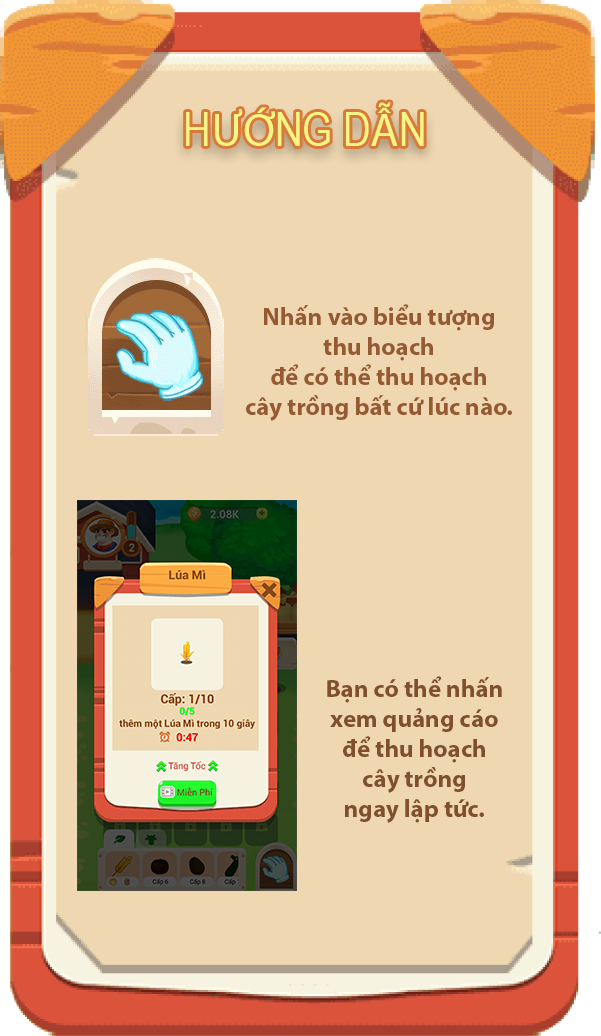 HƯỚNG DẪN
Nhấn vào biểu tượng
thu hoạch
để có thể thu hoạch
cây trồng bất cứ lúc nào.
2.08K
2
Lúa Mì
Cấp: 1/10
0/5
thêm một Lúa Mì trong 10 giây
0:47
Tăng Tốc
Miễn Phí
Cấp 6
Cấp 8
Cấp
Bạn có thể nhấn
xem quảng cáo
để thu hoạch
cây trồng
ngay lập tức.